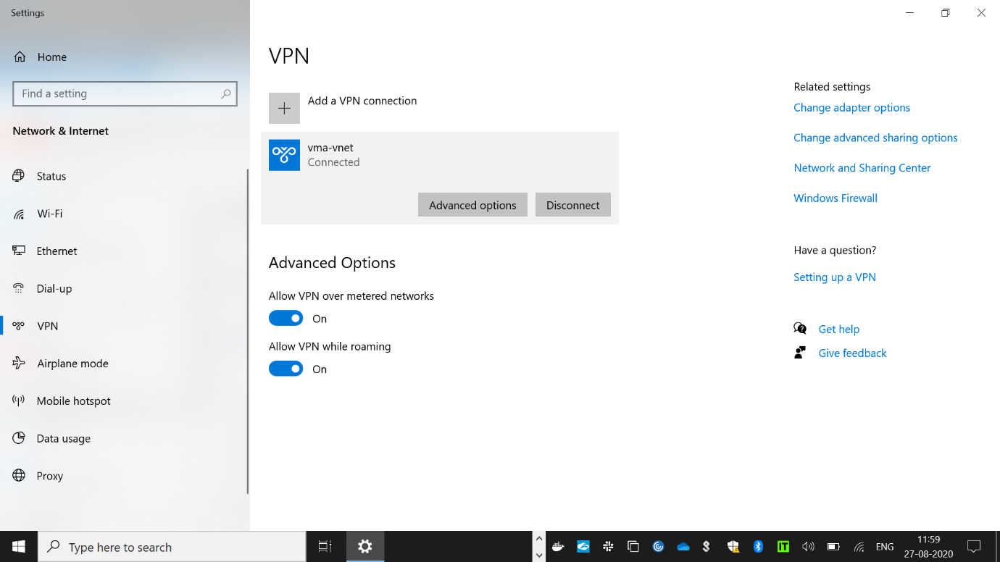 Settings
Home
Find a setting
Network & Internet
Status
Wi-Fi
Ethernet
Dial-up
VPN
Airplane mode
Mobile hotspot
Data usage
Proxy
VPN
Add a VPN connection
vma-vnet
Connected
Advanced options
Disconnect
Advanced Options
Allow VPN over metered networks
On
Allow VPN while roaming
On
Related settings
Change adapter options
Change advanced sharing options
Network and Sharing Center
Windows Firewall
Have a question?
Setting up a VPN
Get help
Give feedback
Type here to search
IT
ENG
11:59
27-08-2020